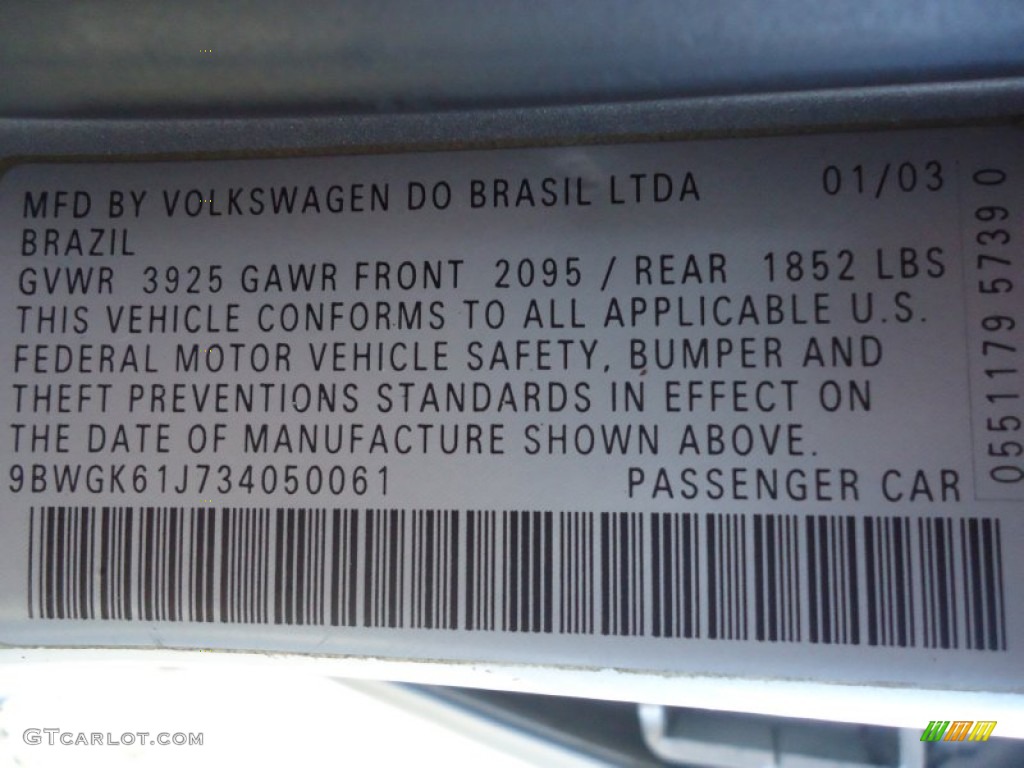 MFD BY VOLKSWAGEN DO BRASIL LTDA 01/03
BRAZIL
GVWR 3925 GAWR FRONT 2095 / REAR 1852 LBS
THIS VEHICLE CONFORMS TO ALL APPLICABLE U.S.
FEDERAL MOTOR VEHICLE SAFETY, BUMPER AND
THEFT PREVENTIONS STANDARDS IN EFFECT ON
THE DATE OF MANUFACTURE SHOWN ABOVE.
9BWGK61J734050061 PASSENGER CAR
0551179 5739 0
GTcarlot.com